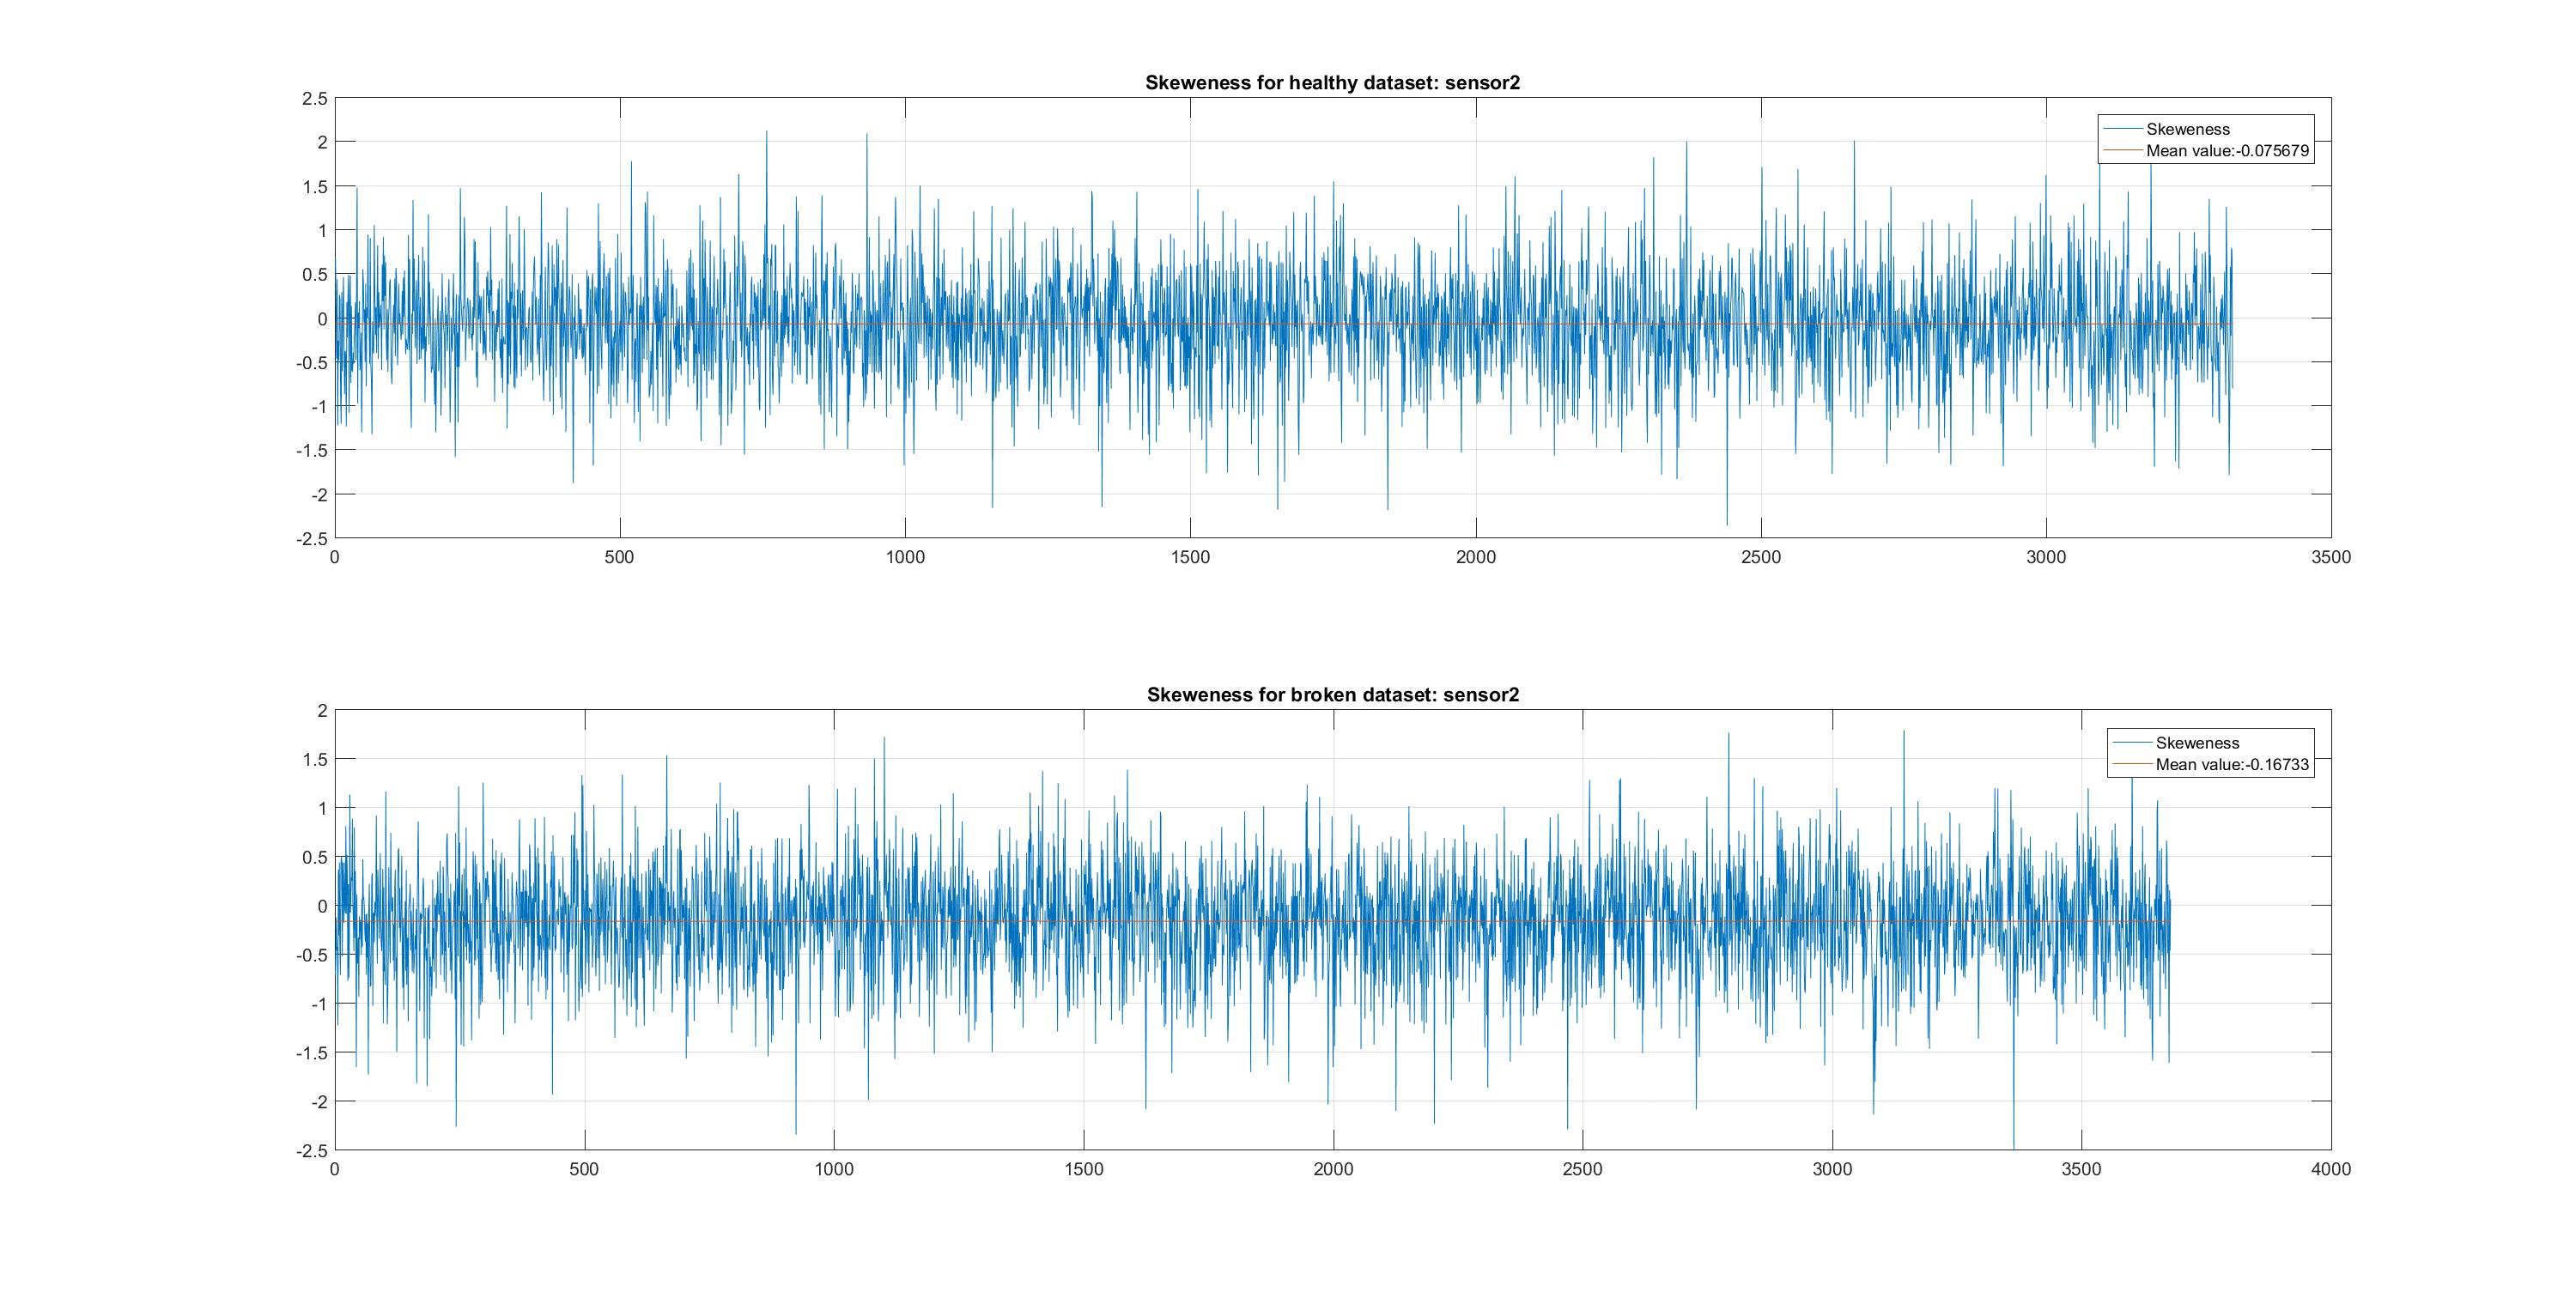 Skeweness for healthy dataset: sensor2
2.5
2
1.5
1
0.5
0
-0.5
-1
-1.5
-2
-2.5
0 500 1000 1500 2000 2500 3000 3500
Skeweness
Mean value:-0.075679
Skeweness for broken dataset: sensor2
2
1.5
1
0.5
0
-0.5
-1
-1.5
-2
-2.5
0 500 1000 1500 2000 2500 3000 3500 4000
Skeweness
Mean value:-0.16733